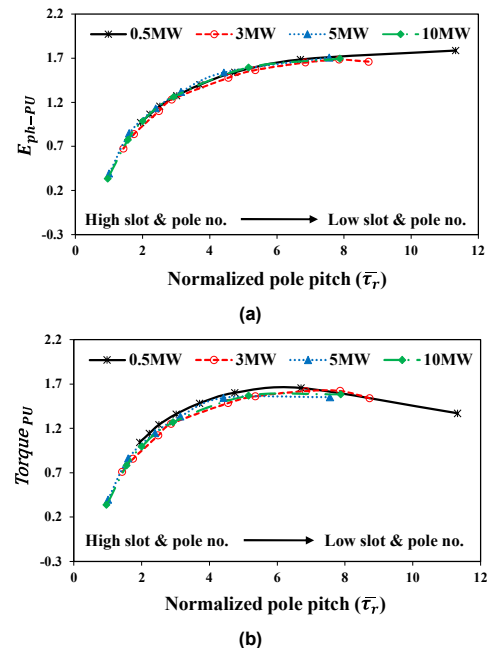 (a)
0.5MW 3MW 5MW 10MW
2.2
1.7
1.2
0.7
0.2
-0.3
E_ph-PU
High slot & pole no. Low slot & pole no.
0 2 4 6 8 10 12
Normalized pole pitch (τ̄_r)
(a)
0.5MW 3MW 5MW 10MW
2.2
1.7
1.2
0.7
0.2
-0.3
Torque PU
High slot & pole no. Low slot & pole no.
0 2 4 6 8 10 12
Normalized pole pitch (τ̄_r)
(b)